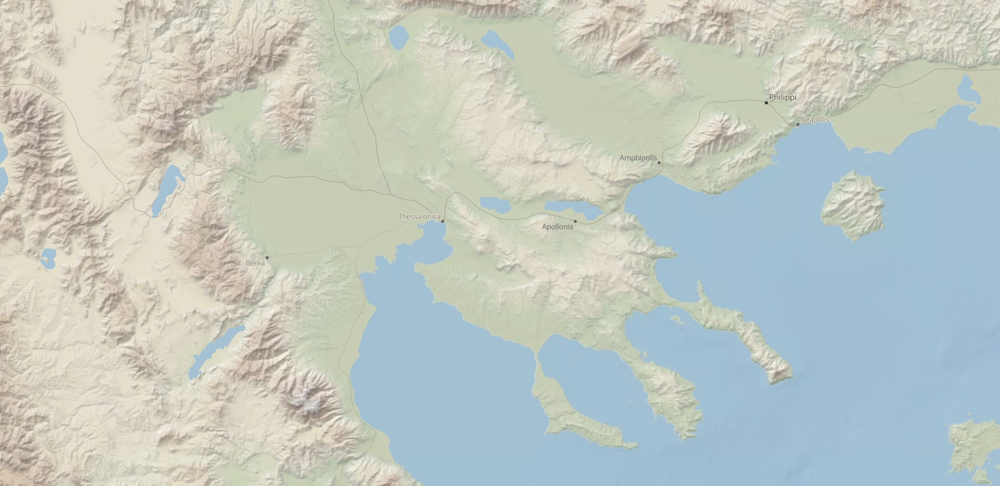 Philippi
Neapolis
Amphipolis
Thessalonica
Apollonia
Berea